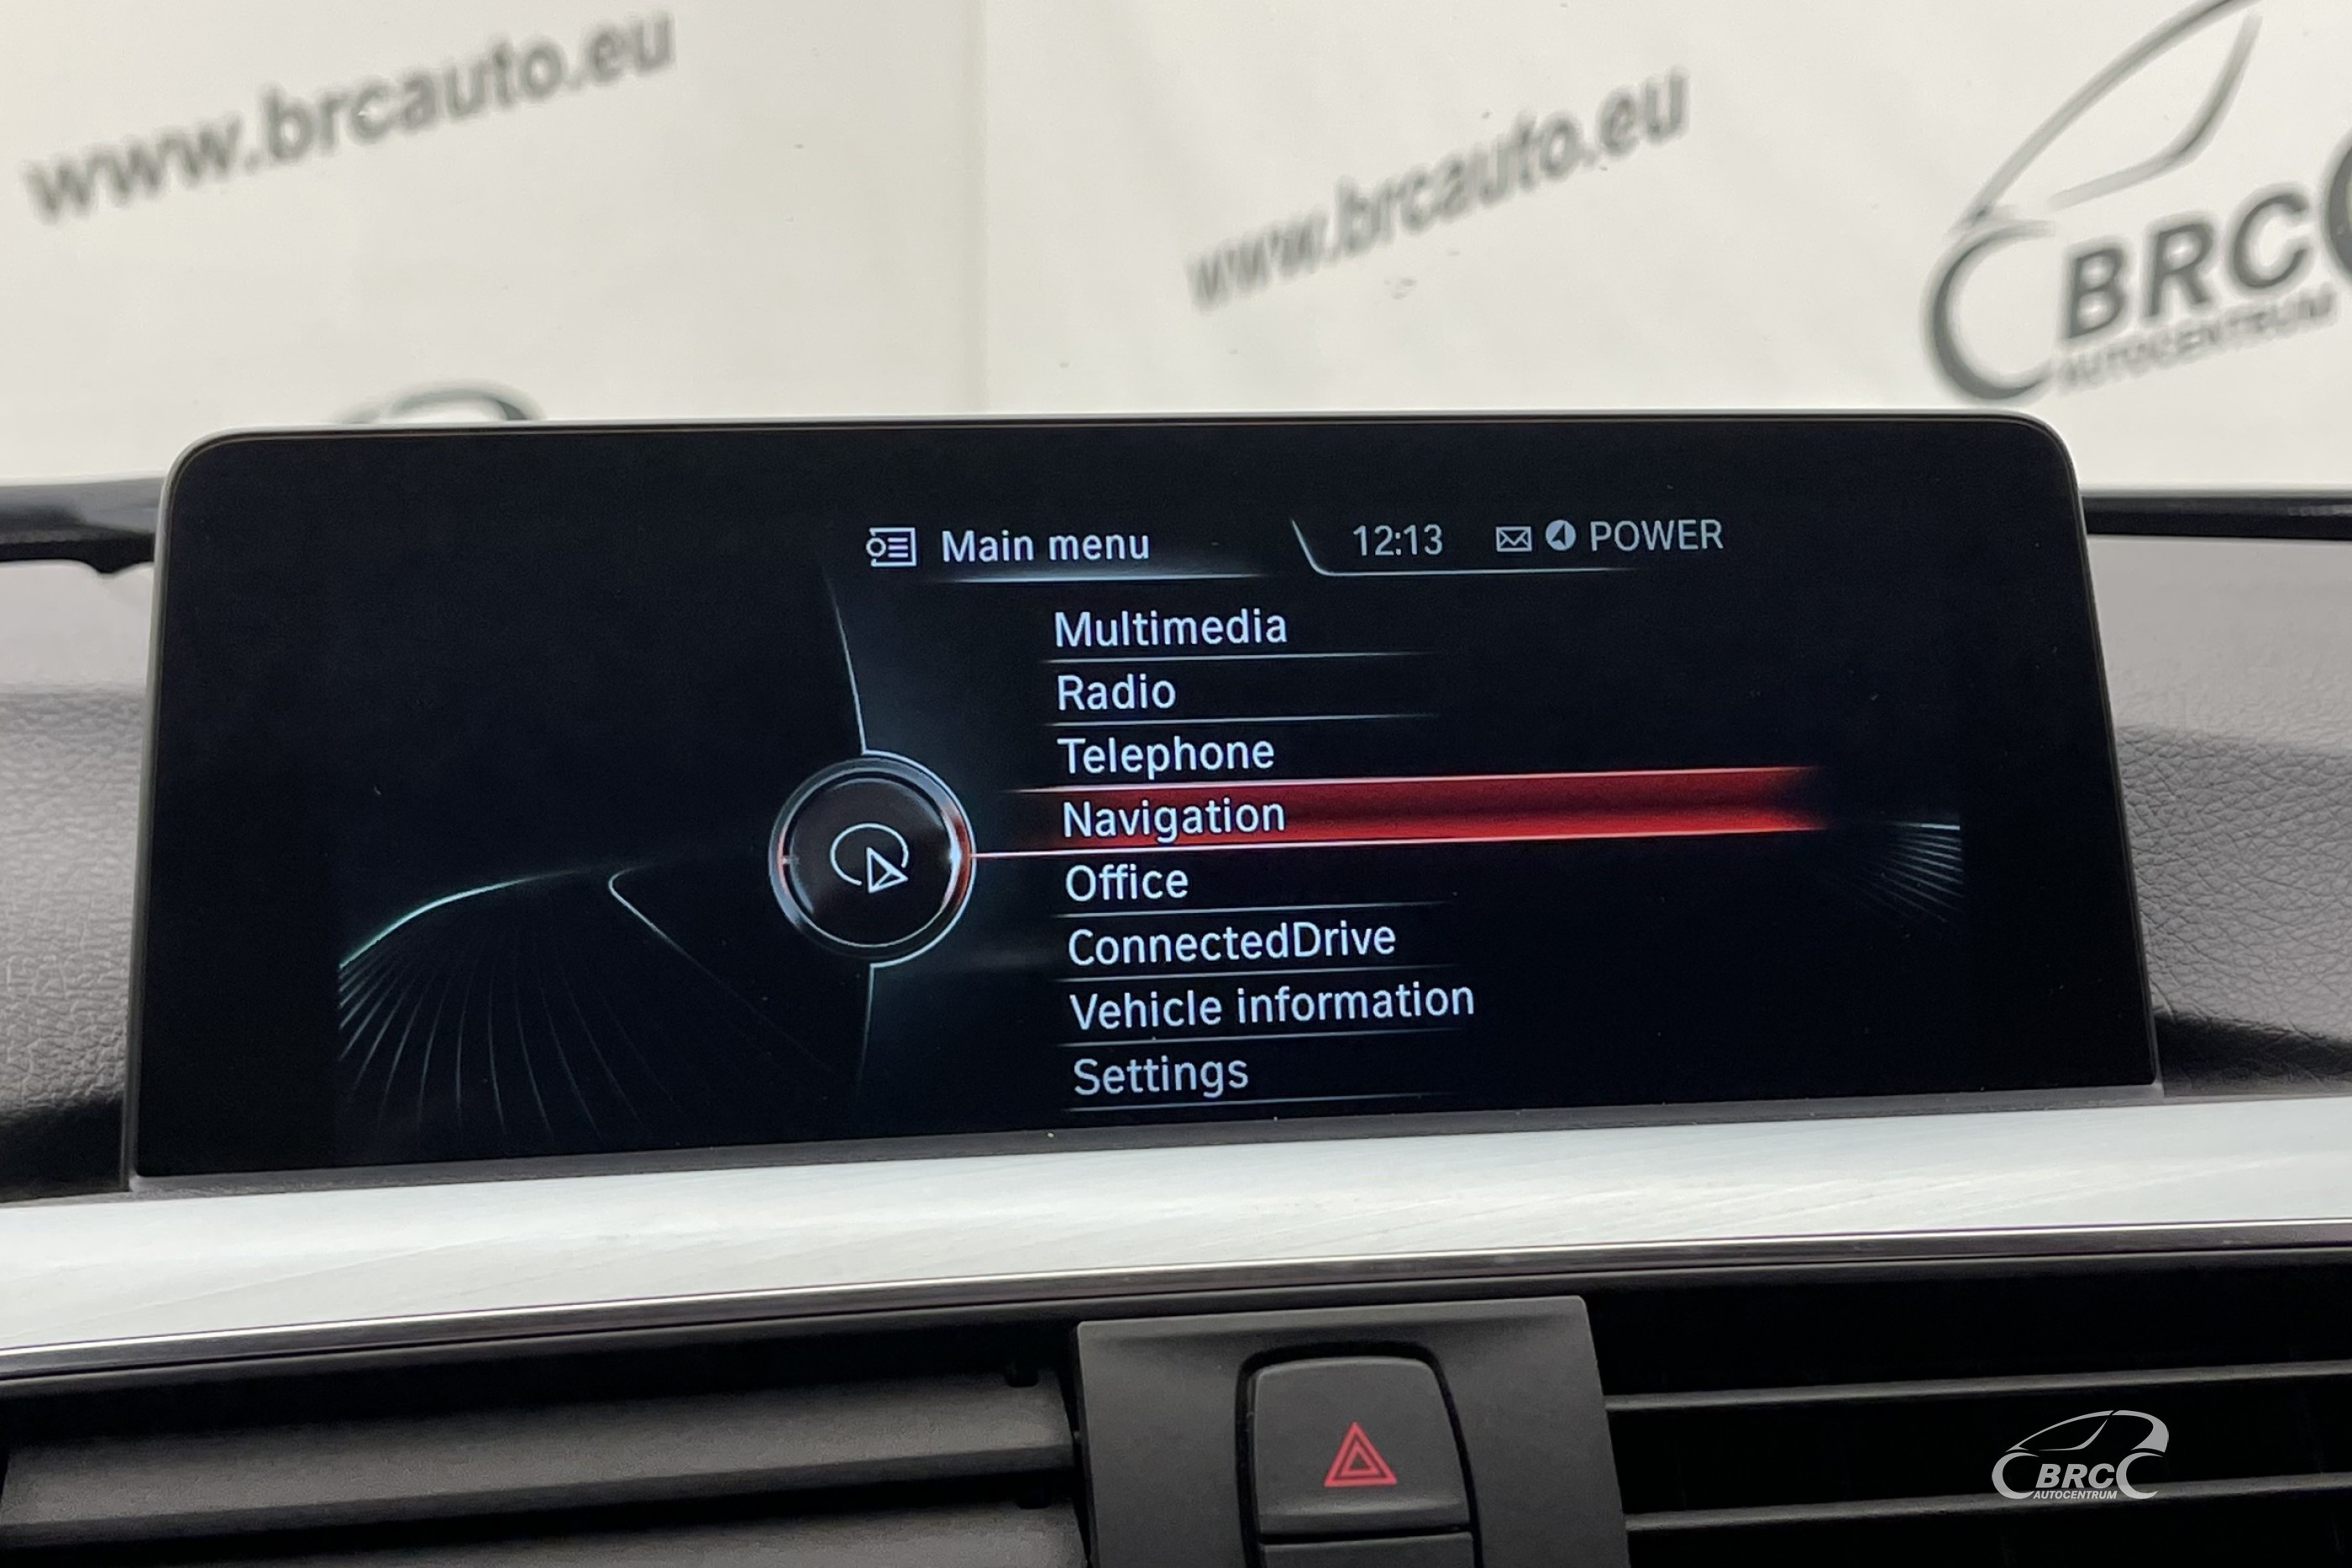 www.brcauto.eu
www.brcauto.eu
BRC
AUTOCENTRUM
Main menu
12:13 POWER
Multimedia
Radio
Telephone
Navigation
Office
ConnectedDrive
Vehicle information
Settings
BRC
AUTOCENTRUM